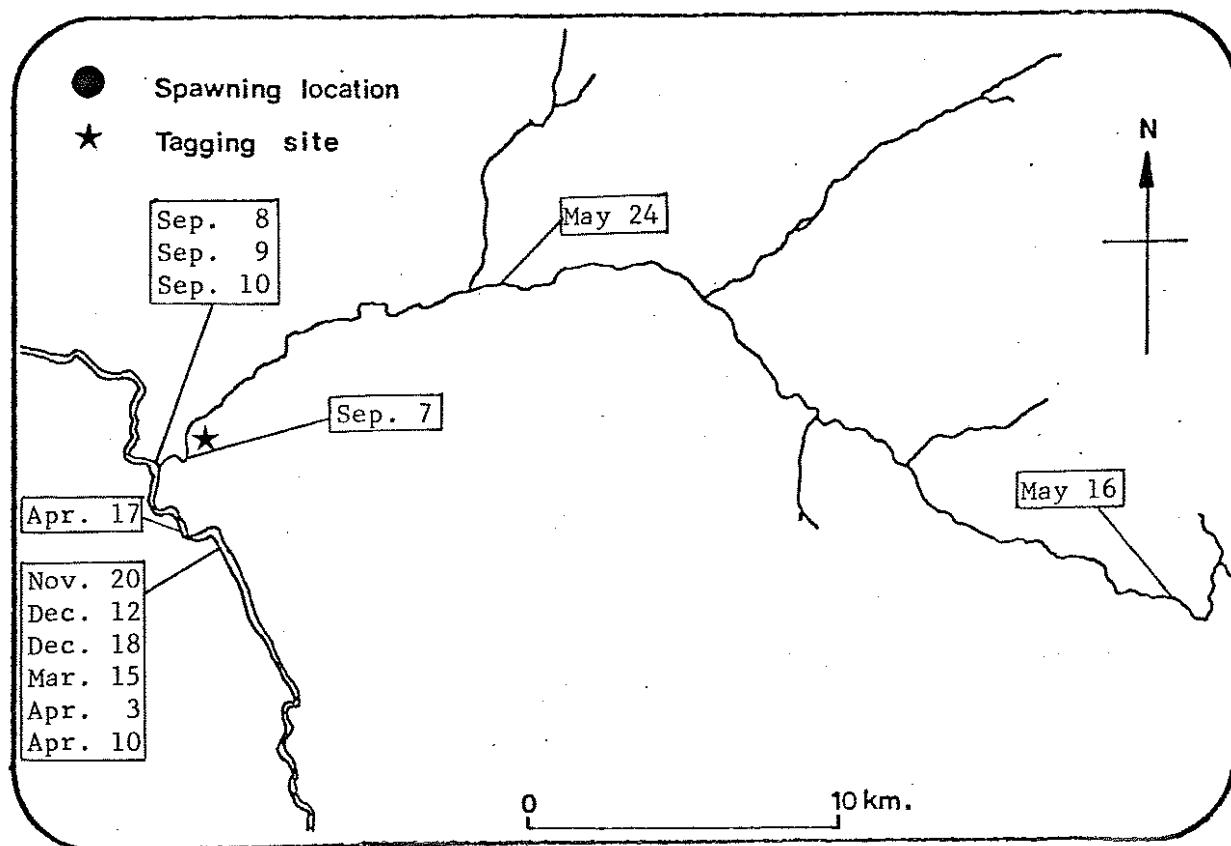 Spawning location
Tagging site
N
Sep. 8
Sep. 9
Sep. 10
May 24
Sep. 7
May 16
Apr. 17
Nov. 20
Dec. 12
Dec. 18
Mar. 15
Apr. 3
Apr. 10
0 10 km.